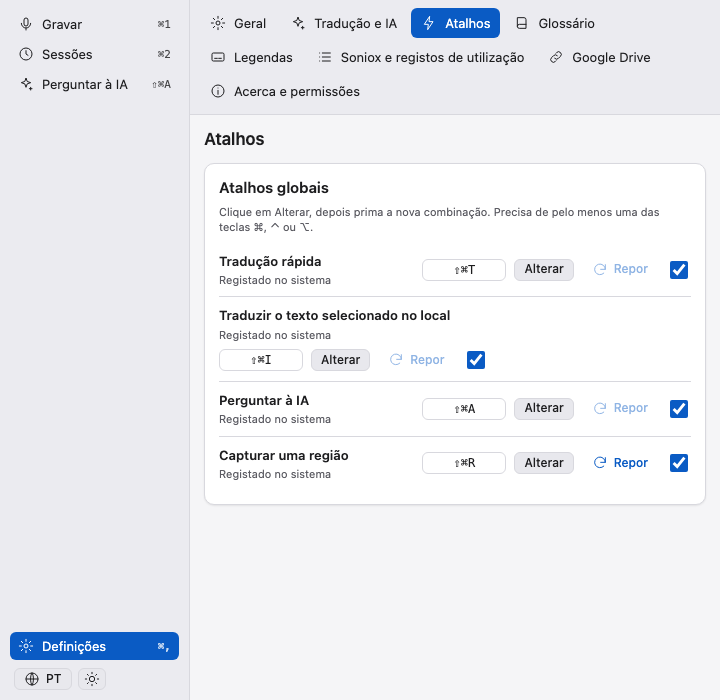 Gravar ⌘1
Sessões ⌘2
Perguntar à IA ⇧⌘A
Geral
Tradução e IA
Atalhos
Glossário
Legendas
Soniox e registos de utilização
Google Drive
Acerca e permissões
Atalhos
Atalhos globais
Clique em Alterar, depois prima a nova combinação. Precisa de pelo menos uma das
teclas ⌘, ⌃ ou ⌥.
Tradução rápida
Registado no sistema
⇧⌘T Alterar Repor
Traduzir o texto selecionado no local
Registado no sistema
⇧⌘I Alterar Repor
Perguntar à IA
Registado no sistema
⇧⌘A Alterar Repor
Capturar uma região
Registado no sistema
⇧⌘R Alterar Repor
Definições ⌘,
PT